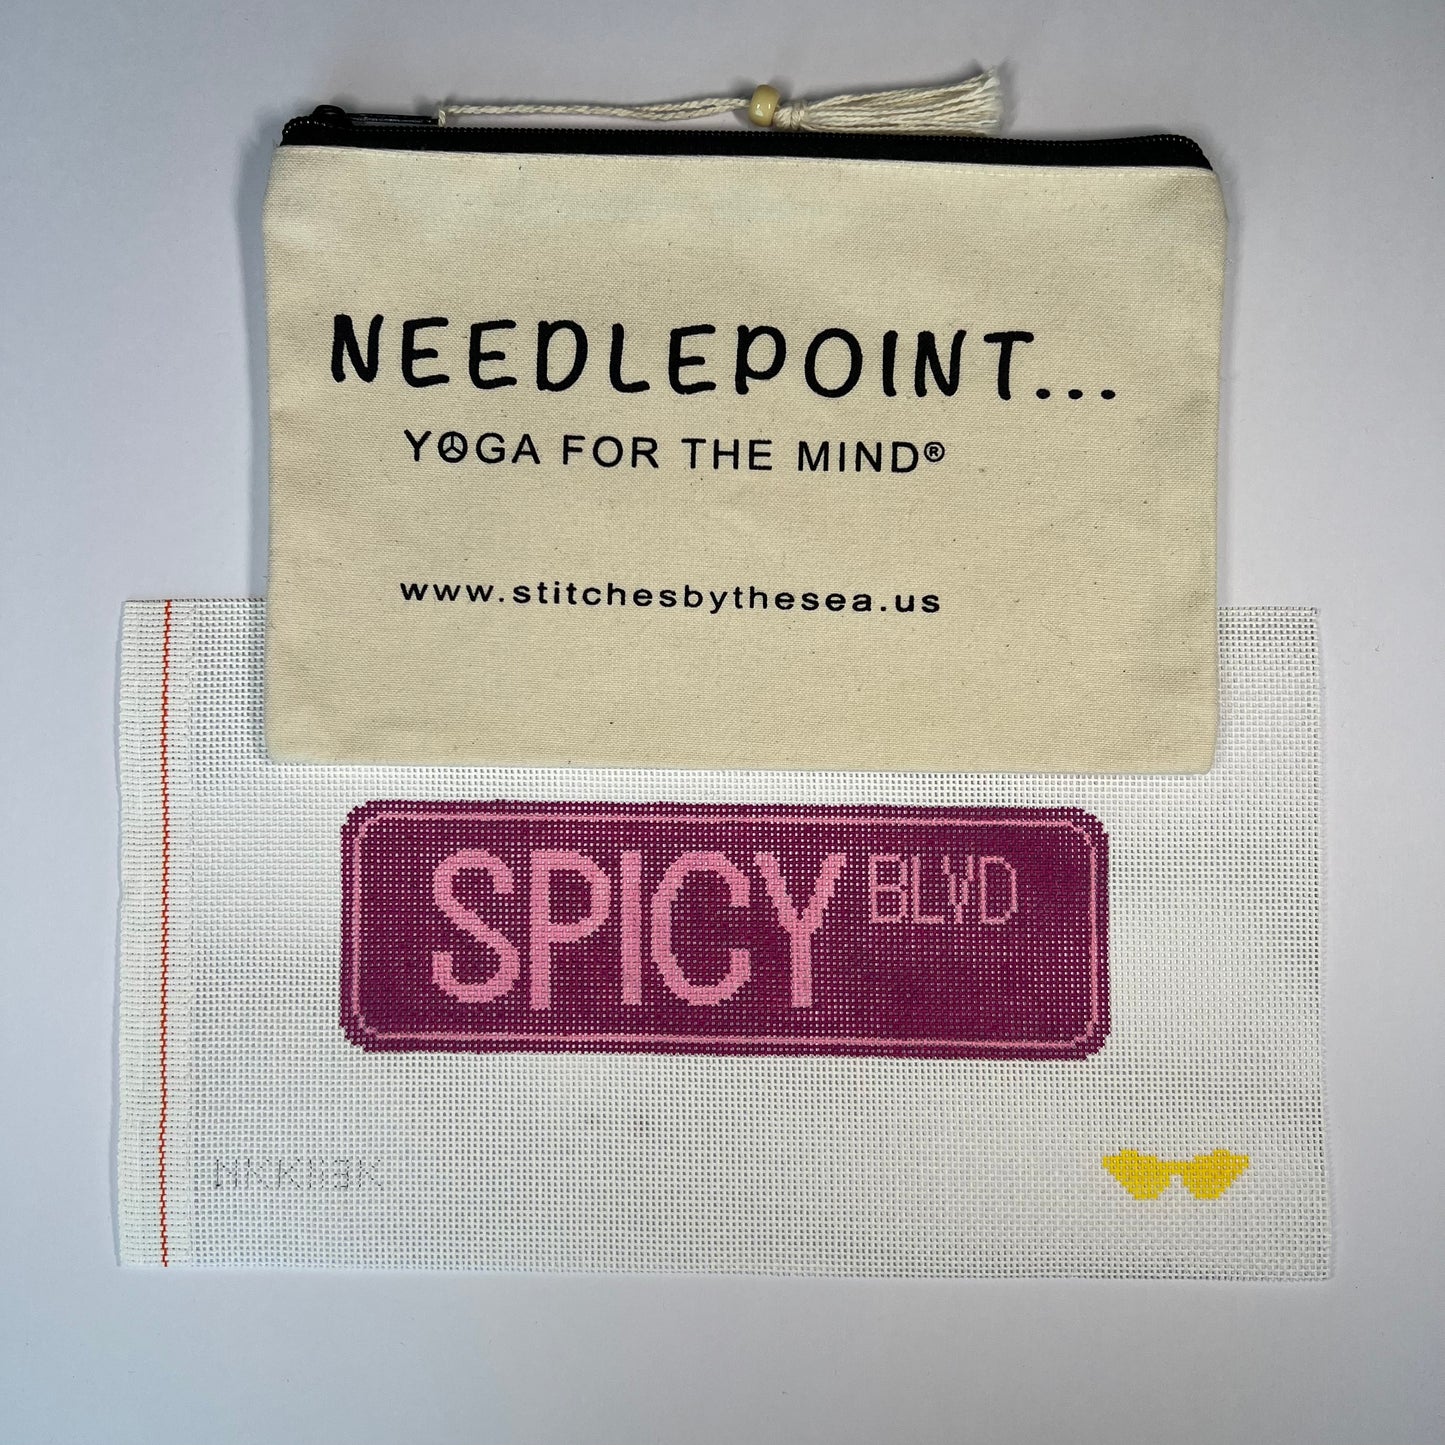 NEEDLEPOINT...
YOGA FOR THE MIND®
www.stitchesbythesea.us
SPICY BLVD